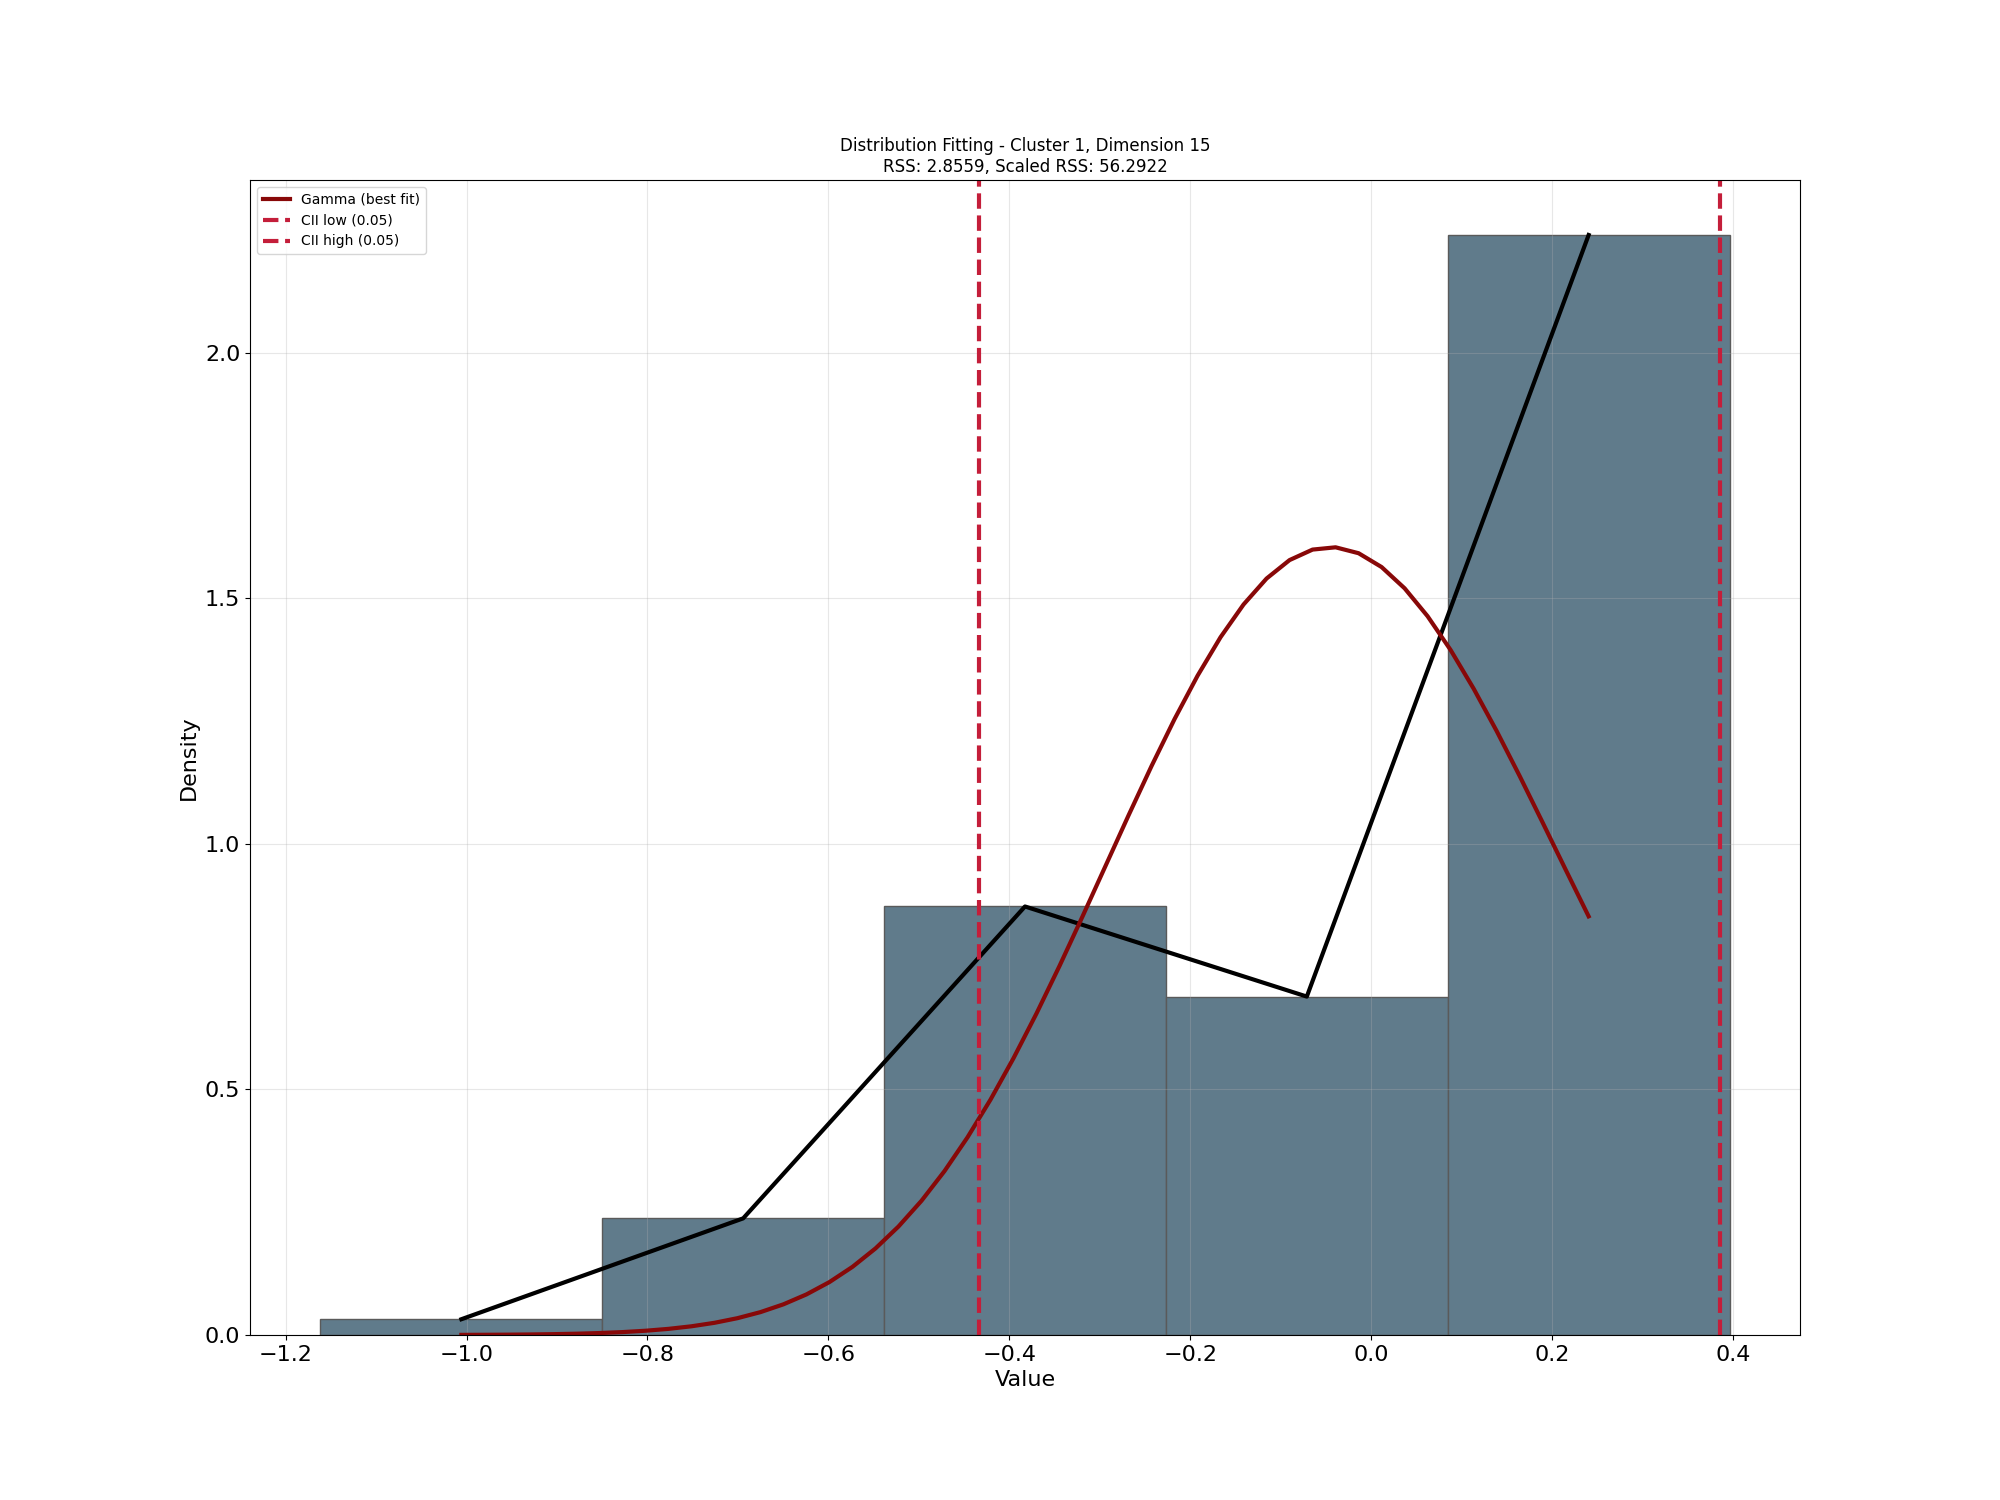 Distribution Fitting - Cluster 1, Dimension 15
RSS: 2.8559, Scaled RSS: 56.2922
Gamma (best fit)
CII low (0.05)
CII high (0.05)
Density
2.0
1.5
1.0
0.5
0.0
−1.2 −1.0 −0.8 −0.6 −0.4 −0.2 0.0 0.2 0.4
Value